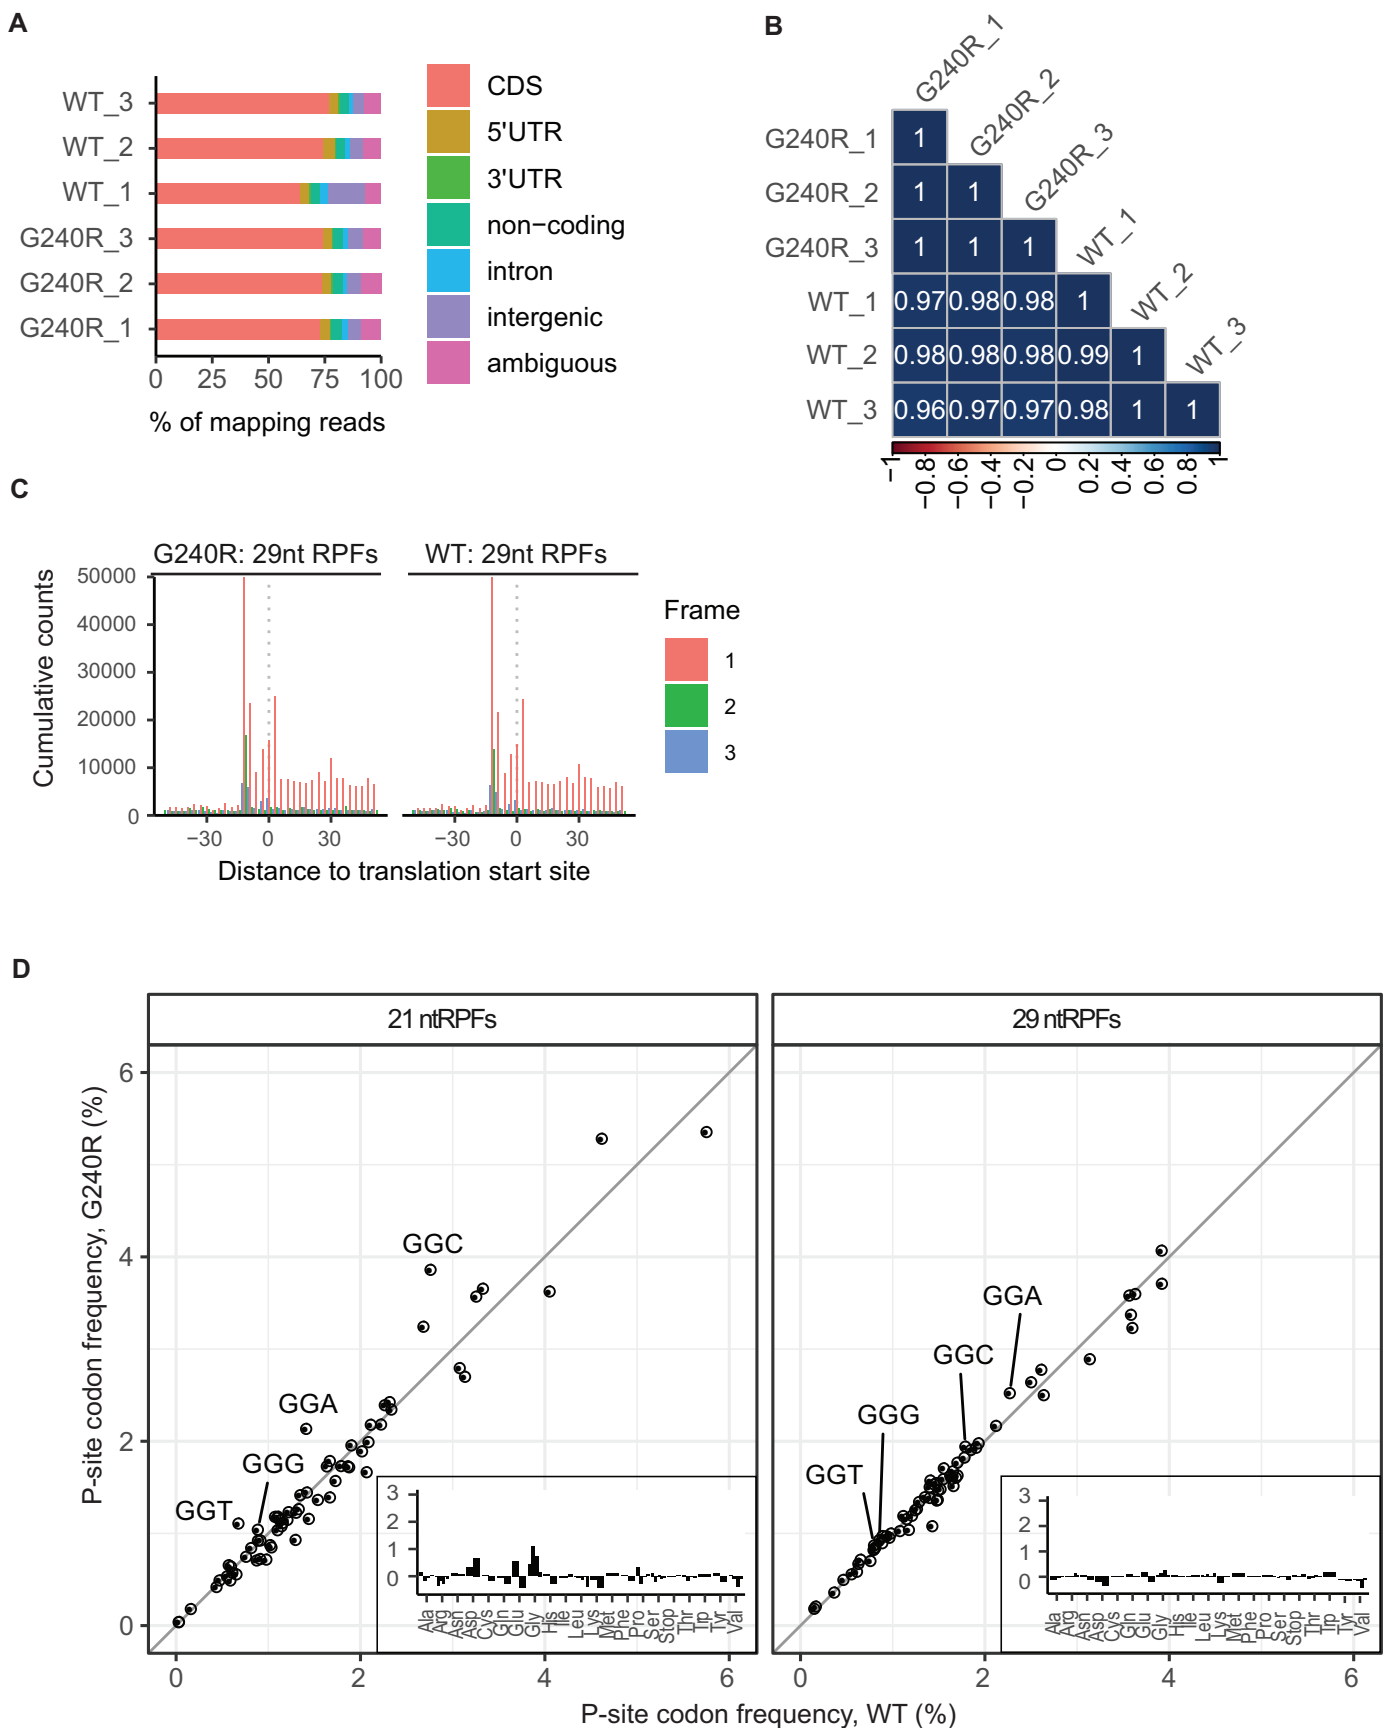 A
WT_3
WT_2
WT_1
G240R_3
G240R_2
G240R_1
0 25 50 75 100
% of mapping reads
CDS
5'UTR
3'UTR
non−coding
intron
intergenic
ambiguous
B
G240R_1
G240R_2
G240R_3
WT_1
WT_2
WT_3
G240R_1 1
G240R_2 1 1
G240R_3 1 1 1
WT_1 0.97 0.98 0.98 1
WT_2 0.98 0.98 0.98 0.99 1
WT_3 0.96 0.97 0.97 0.98 1 1
−1 −0.8 −0.6 −0.4 −0.2 0 0.2 0.4 0.6 0.8 1
C
G240R: 29nt RPFs WT: 29nt RPFs
Cumulative counts
50000
40000
30000
20000
10000
0
−30 0 30 −30 0 30
Distance to translation start site
Frame
1
2
3
D
21 ntRPFs 29 ntRPFs
P-site codon frequency, G240R (%)
6
4
2
0
GGC
GGA
GGG
GGT
3
2
1
0
Ala Arg Asn Asp Cys Gln Glu Gly His Ile Leu Lys Met Phe Pro Ser Stop Thr Trp Tyr Val
GGA
GGC
GGG
GGT
3
2
1
0
Ala Arg Asn Asp Cys Gln Glu Gly His Ile Leu Lys Met Phe Pro Ser Stop Thr Trp Tyr Val
0 2 4 6 0 2 4 6
P-site codon frequency, WT (%)